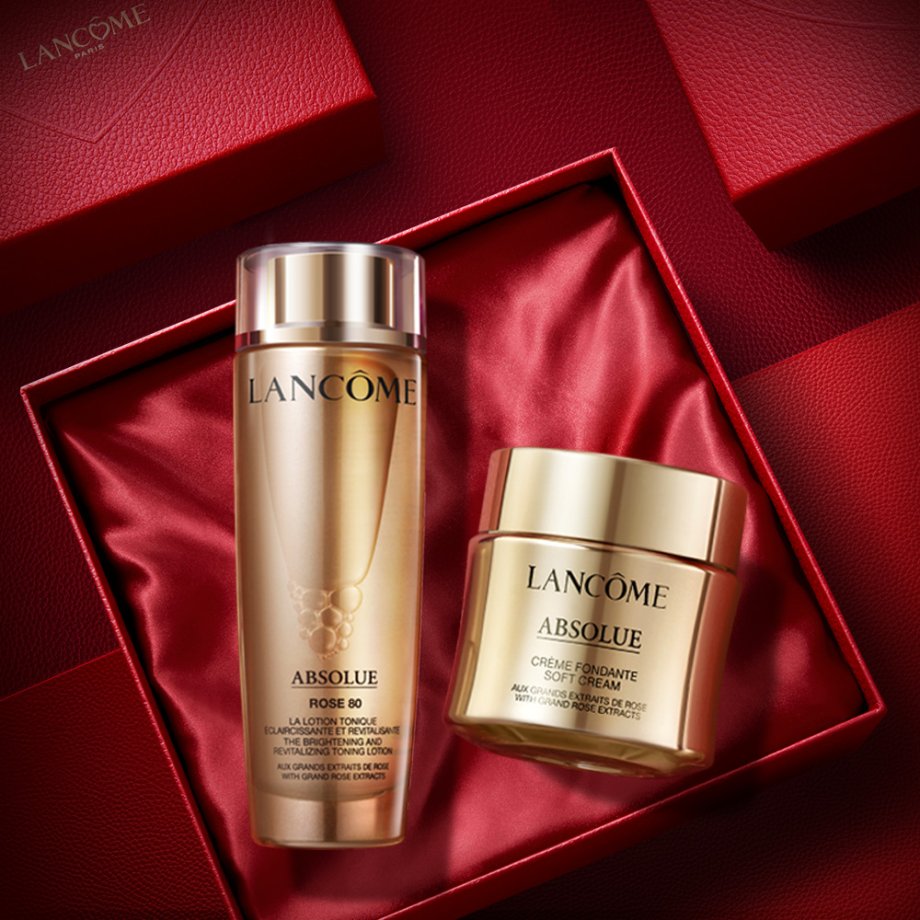 LANCÔME
PARIS
LANCÔME
ABSOLUE
ROSE 80
LA LOTION TONIQUE
ECLAIRCISSANTE ET REVITALISANTE
THE BRIGHTENING AND
REVITALIZING TONING LOTION
AUX GRANDS EXTRAITS DE ROSE
WITH GRAND ROSE EXTRACTS
LANCÔME
ABSOLUE
CRÈME FONDANTE
SOFT CREAM
AUX GRANDS EXTRAITS DE ROSE
WITH GRAND ROSE EXTRACTS